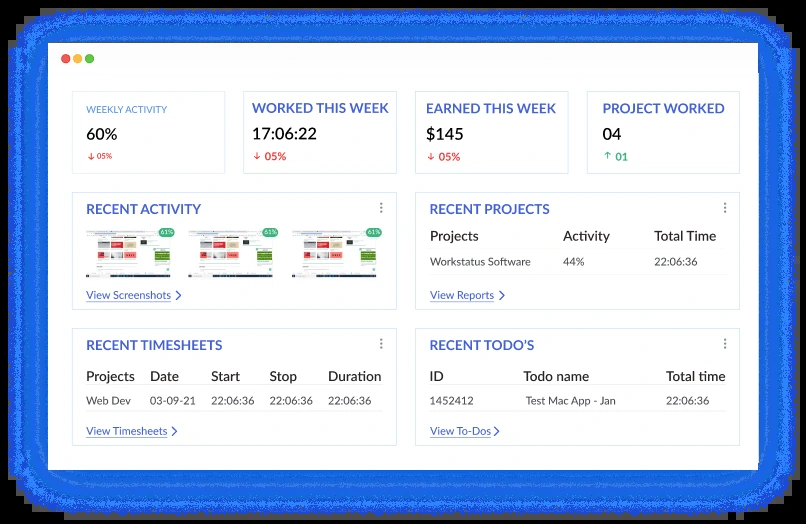 WEEKLY ACTIVITY
60%
↓ 05%
WORKED THIS WEEK
17:06:22
↓ 05%
EARNED THIS WEEK
$145
↓ 05%
PROJECT WORKED
04
↑ 01
RECENT ACTIVITY
61% 61% 61%
View Screenshots >
RECENT PROJECTS
Projects Activity Total Time
Workstatus Software 44% 22:06:36
View Reports >
RECENT TIMESHEETS
Projects Date Start Stop Duration
Web Dev 03-09-21 22:06:36 22:06:36 22:06:36
View Timesheets >
RECENT TODO'S
ID Todo name Total time
1452412 Test Mac App - Jan 22:06:36
View To-Dos >